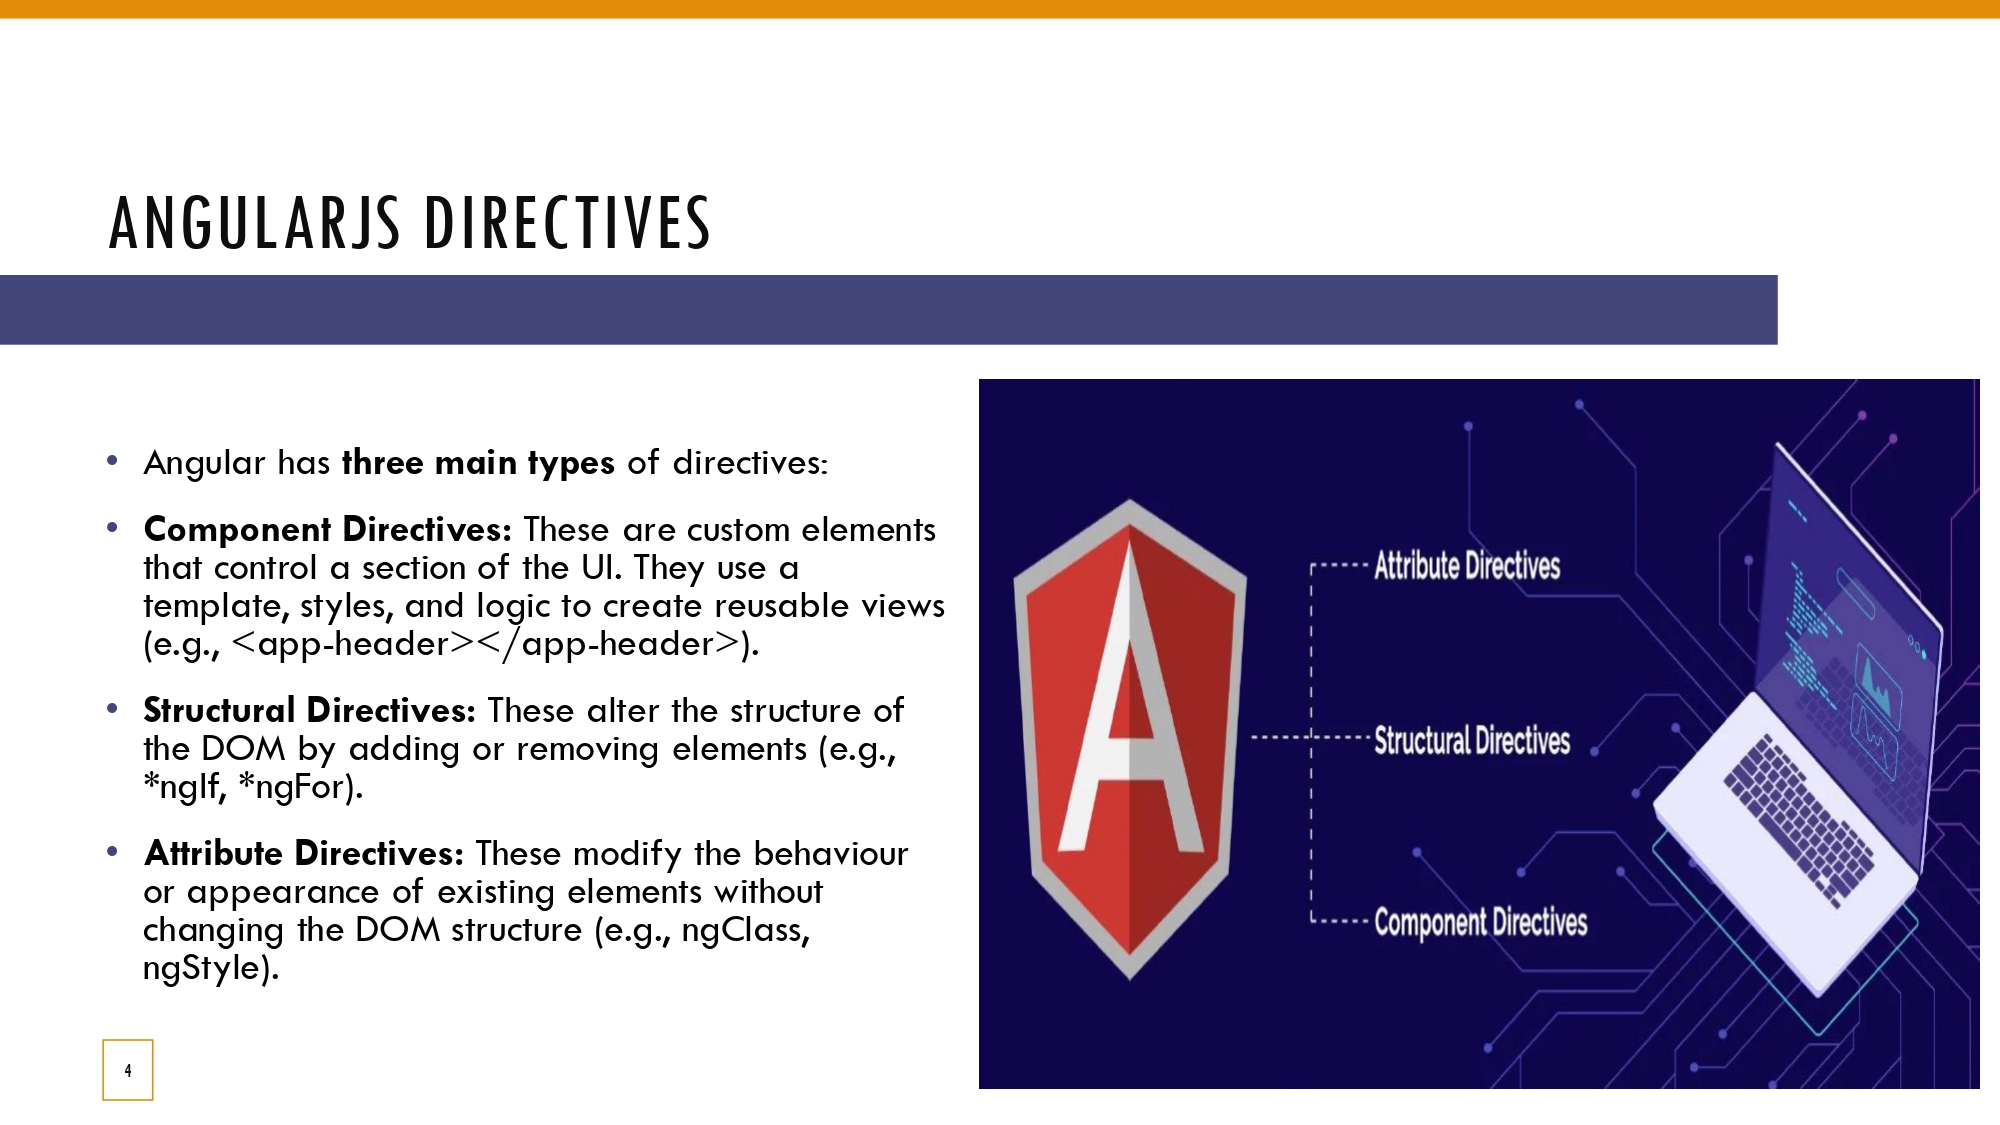 ANGULARJS DIRECTIVES
• Angular has three main types of directives:
• Component Directives: These are custom elements
that control a section of the UI. They use a
template, styles, and logic to create reusable views
(e.g., <app-header></app-header>).
• Structural Directives: These alter the structure of
the DOM by adding or removing elements (e.g.,
*ngIf, *ngFor).
• Attribute Directives: These modify the behaviour
or appearance of existing elements without
changing the DOM structure (e.g., ngClass,
ngStyle).
A
Attribute Directives
Structural Directives
Component Directives
4